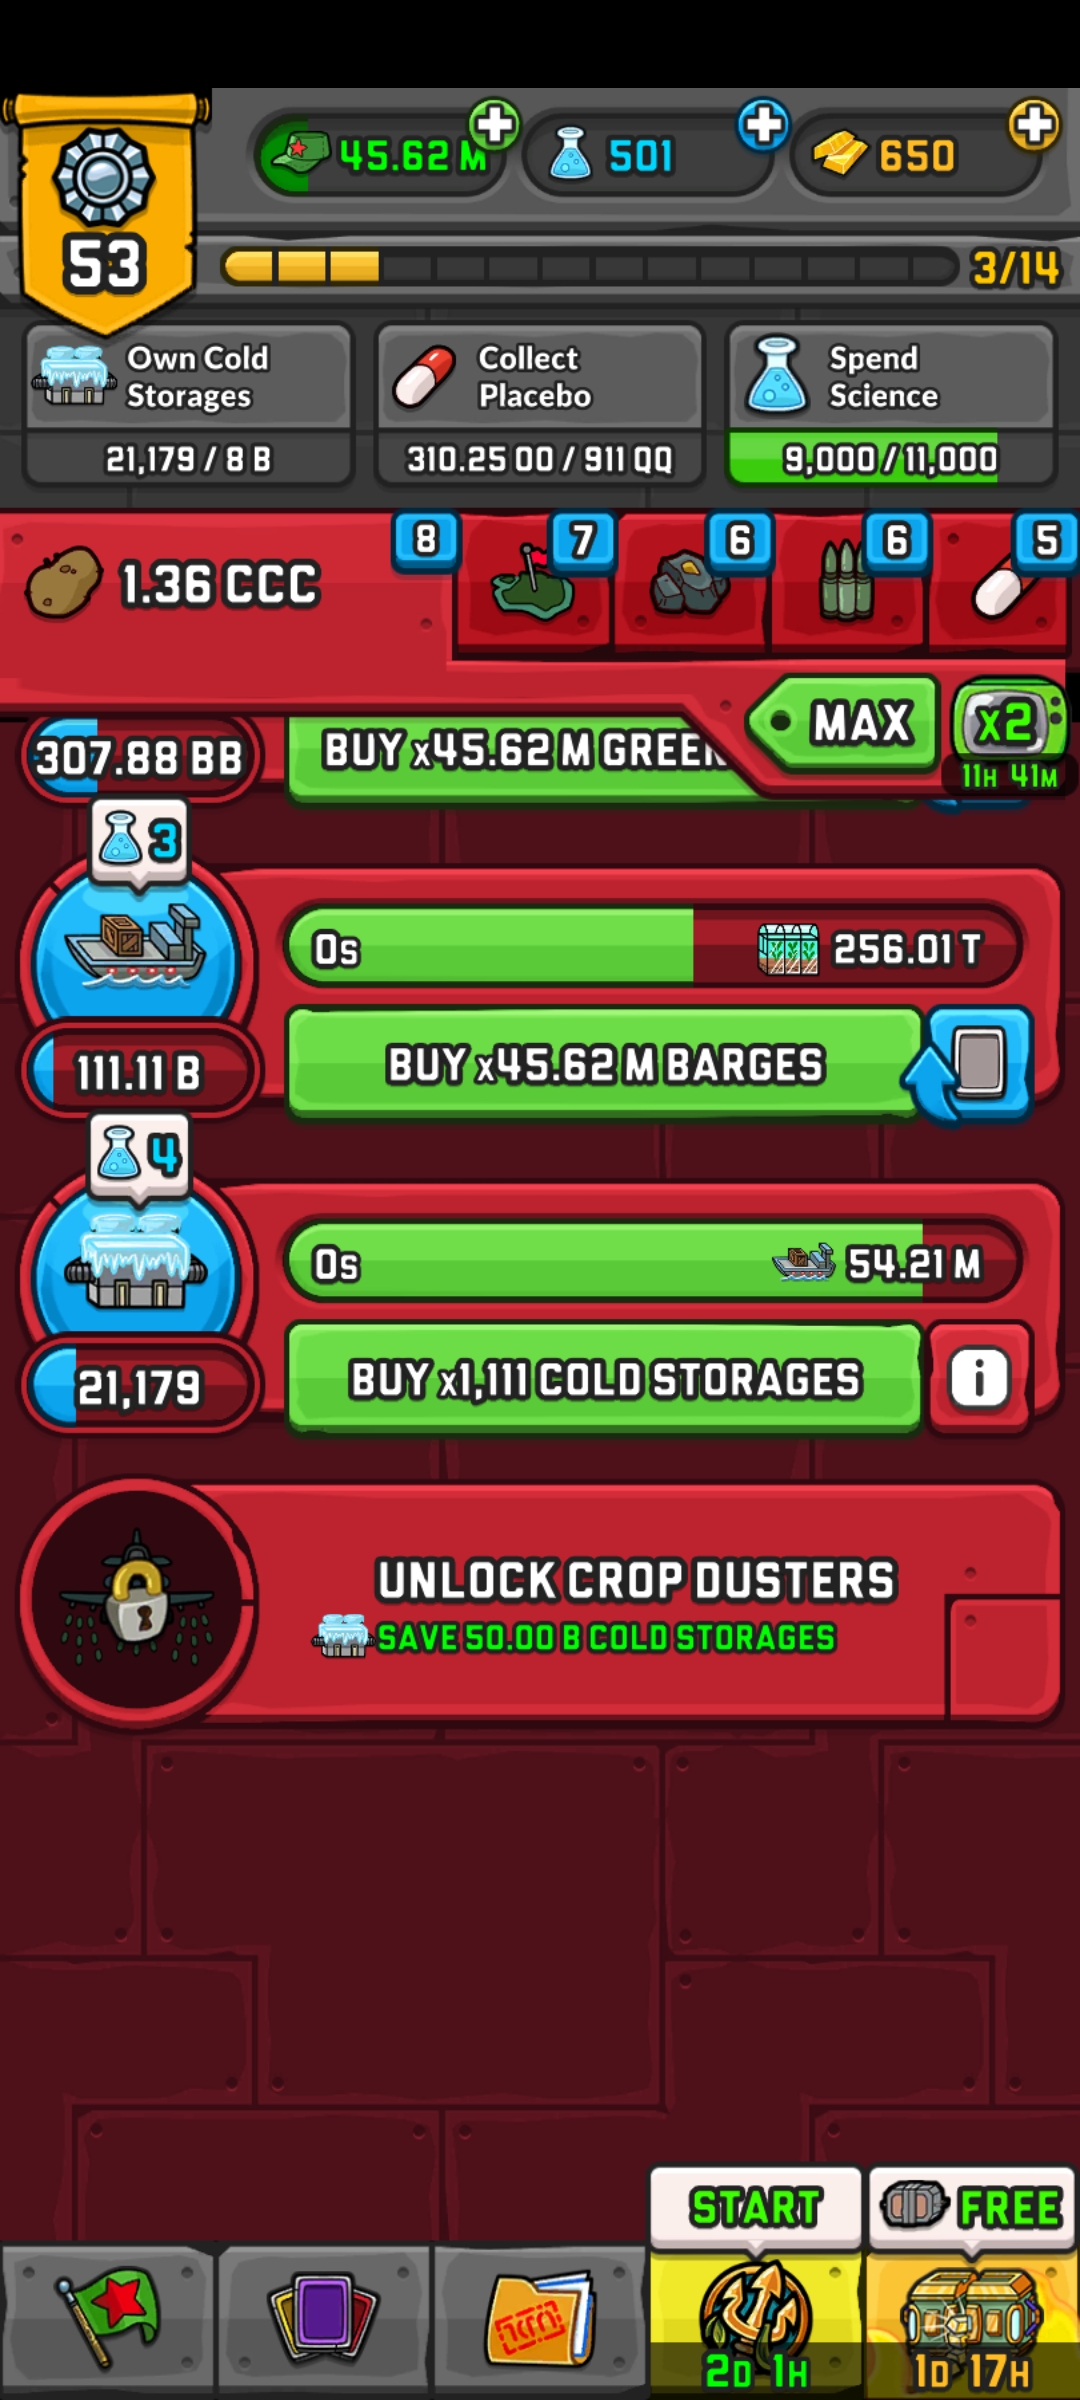 45.62 M
501
650
53
3/14
Own Cold
Storages
21,179 / 8 B
Collect
Placebo
310.25 OO / 911 QQ
Spend
Science
9,000 / 11,000
1.36 CCC
8
7
6
6
5
MAX
x2
11H 41M
307.88 BB
BUY x45.62 M GREEN
3
0s
256.01 T
111.11 B
BUY x45.62 M BARGES
4
0s
54.21 M
21,179
BUY x1,111 COLD STORAGES
i
UNLOCK CROP DUSTERS
SAVE 50.00 B COLD STORAGES
START
FREE
2D 1H
1D 17H